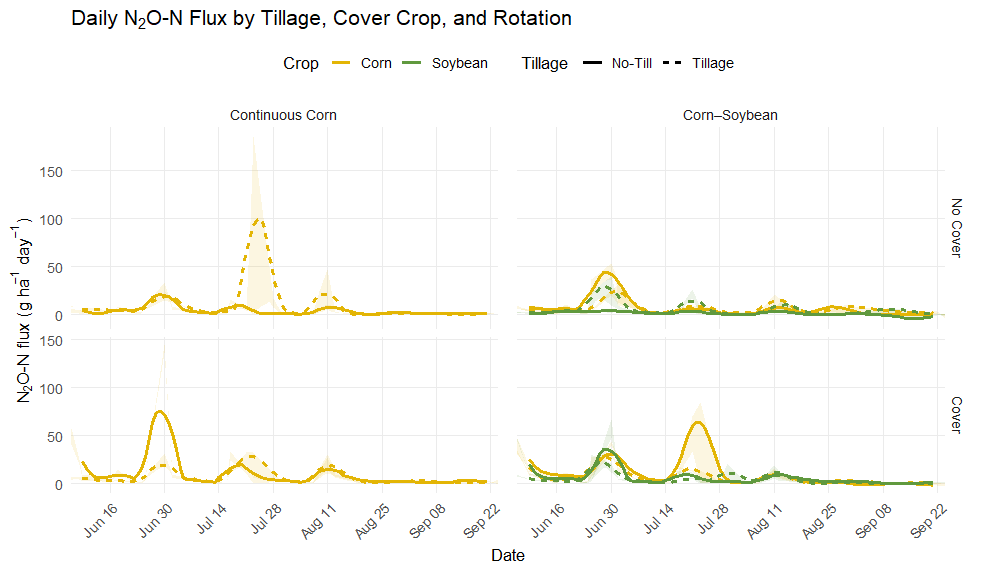 Daily N₂O-N Flux by Tillage, Cover Crop, and Rotation
Crop Corn Soybean Tillage No-Till Tillage
Continuous Corn
Corn–Soybean
N₂O-N flux (g ha⁻¹ day⁻¹)
150
100
50
0
No Cover
150
100
50
0
Cover
Jun 16 Jun 30 Jul 14 Jul 28 Aug 11 Aug 25 Sep 08 Sep 22
Jun 16 Jun 30 Jul 14 Jul 28 Aug 11 Aug 25 Sep 08 Sep 22
Date